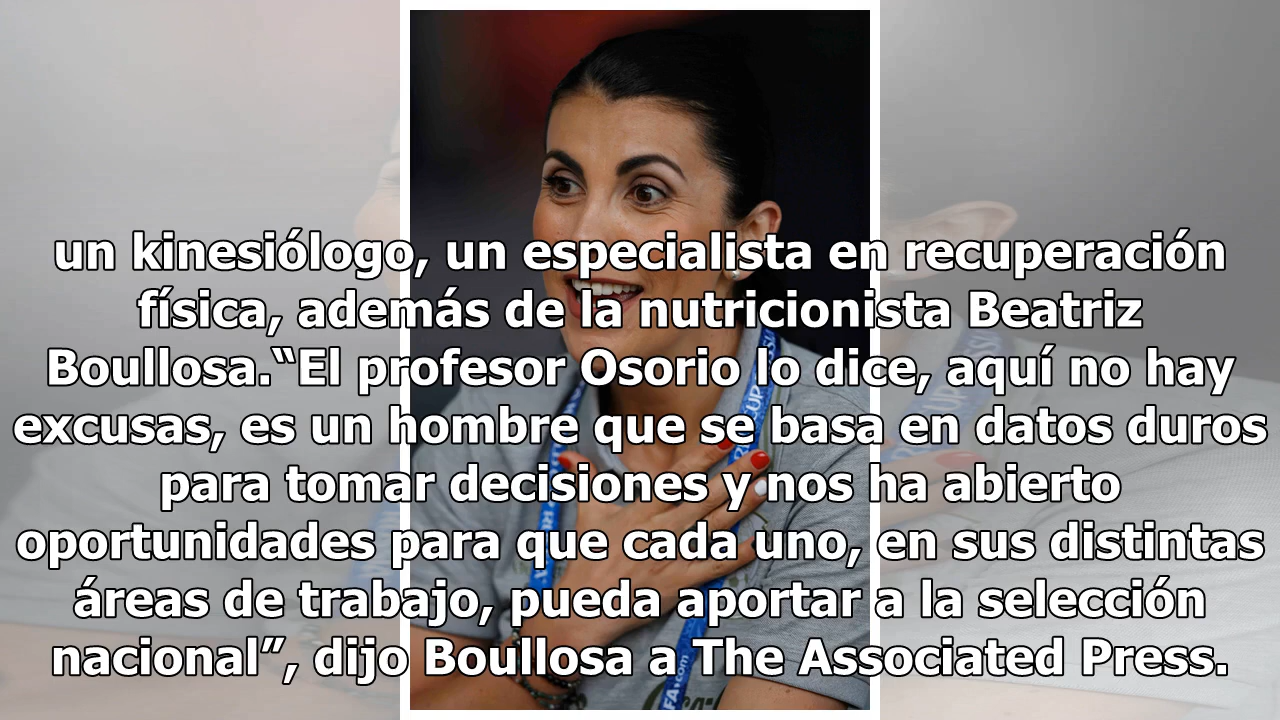 un kinesiólogo, un especialista en recuperación
física, además de la nutricionista Beatriz
Boullosa.“El profesor Osorio lo dice, aquí no hay
excusas, es un hombre que se basa en datos duros
para tomar decisiones y nos ha abierto
oportunidades para que cada uno, en sus distintas
áreas de trabajo, pueda aportar a la selección
nacional”, dijo Boullosa a The Associated Press.